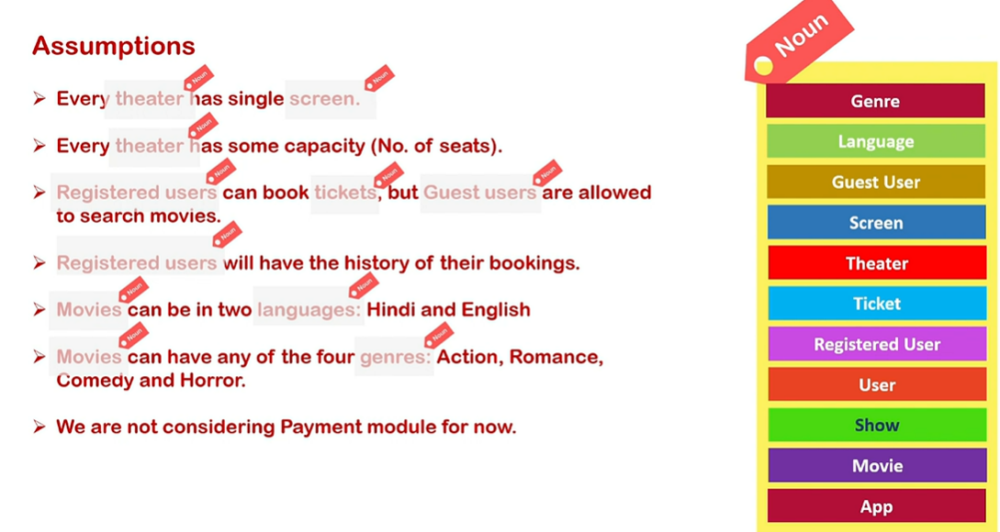 Assumptions
➢ Every theater has single screen.
➢ Every theater has some capacity (No. of seats).
➢ Registered users can book tickets, but Guest users are allowed
to search movies.
➢ Registered users will have the history of their bookings.
➢ Movies can be in two languages: Hindi and English
➢ Movies can have any of the four genres: Action, Romance,
Comedy and Horror.
➢ We are not considering Payment module for now.
Noun
Noun
Noun
Noun
Noun
Noun
Noun
Noun
Noun
Noun
Noun
Noun
Genre
Language
Guest User
Screen
Theater
Ticket
Registered User
User
Show
Movie
App